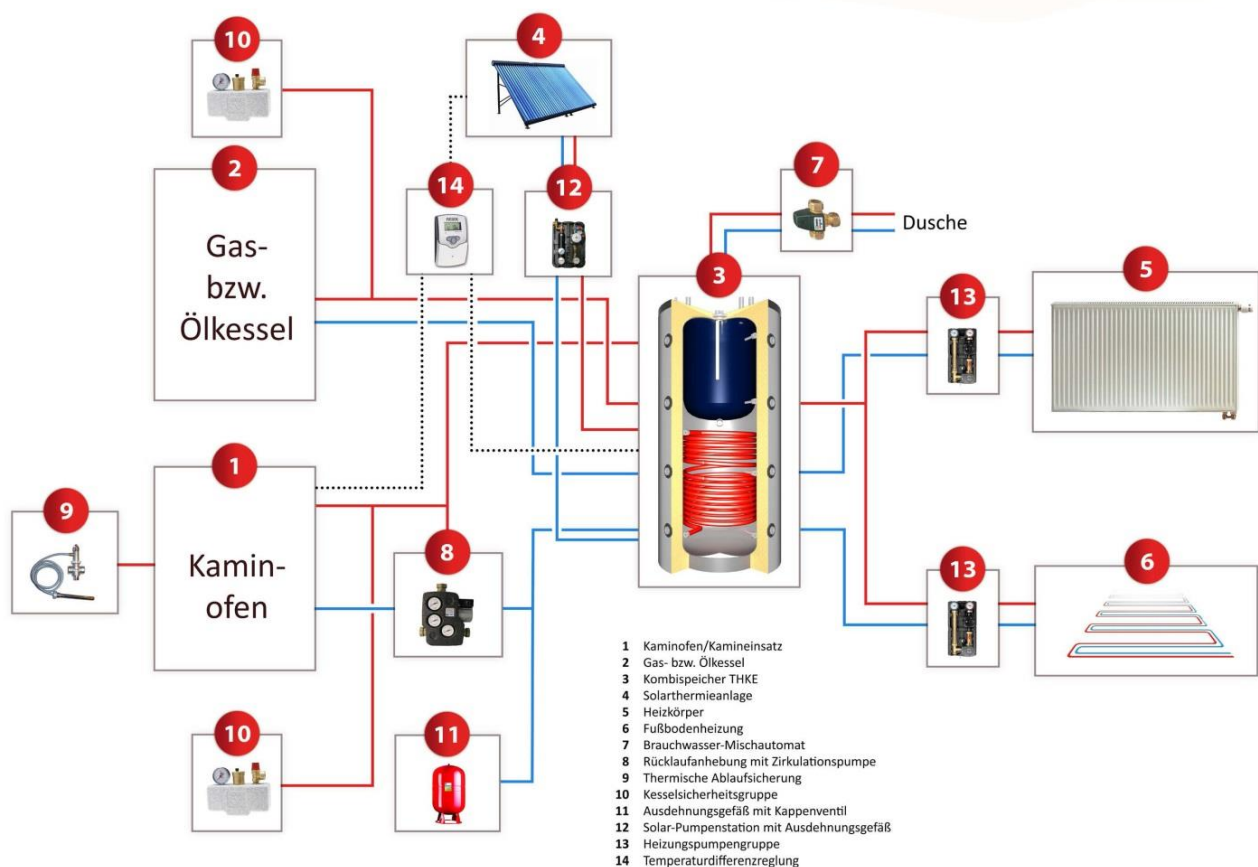 10
4
2
14
12
7
Gas-
bzw.
Ölkessel
Dusche
3
13
5
1
9
Kamin-
ofen
8
13
6
10
11
1 Kaminofen/Kamineinsatz
2 Gas- bzw. Ölkessel
3 Kombispeicher THKE
4 Solarthermieanlage
5 Heizkörper
6 Fußbodenheizung
7 Brauchwasser-Mischautomat
8 Rücklaufanhebung mit Zirkulationspumpe
9 Thermische Ablaufsicherung
10 Kesselsicherheitsgruppe
11 Ausdehnungsgefäß mit Kappenventil
12 Solar-Pumpenstation mit Ausdehnungsgefäß
13 Heizungspumpengruppe
14 Temperaturdifferenzreglung